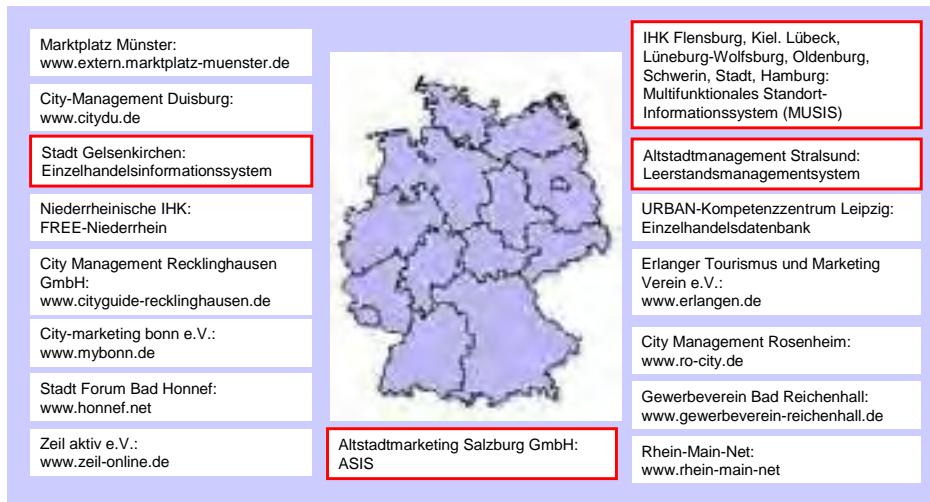 Marktplatz Münster:
www.extern.marktplatz-muenster.de
City-Management Duisburg:
www.citydu.de
Stadt Gelsenkirchen:
Einzelhandelsinformationssystem
Niederrheinische IHK:
FREE-Niederrhein
City Management Recklinghausen
GmbH:
www.cityguide-recklinghausen.de
City-marketing bonn e.V.:
www.mybonn.de
Stadt Forum Bad Honnef:
www.honnef.net
Zeil aktiv e.V.:
www.zeil-online.de
Altstadtmarketing Salzburg GmbH:
ASIS
IHK Flensburg, Kiel. Lübeck,
Lüneburg-Wolfsburg, Oldenburg,
Schwerin, Stadt, Hamburg:
Multifunktionales Standort-
Informationssystem (MUSIS)
Altstadtmanagement Stralsund:
Leerstandsmanagementsystem
URBAN-Kompetenzzentrum Leipzig:
Einzelhandelsdatenbank
Erlanger Tourismus und Marketing
Verein e.V.:
www.erlangen.de
City Management Rosenheim:
www.ro-city.de
Gewerbeverein Bad Reichenhall:
www.gewerbeverein-reichenhall.de
Rhein-Main-Net:
www.rhein-main-net